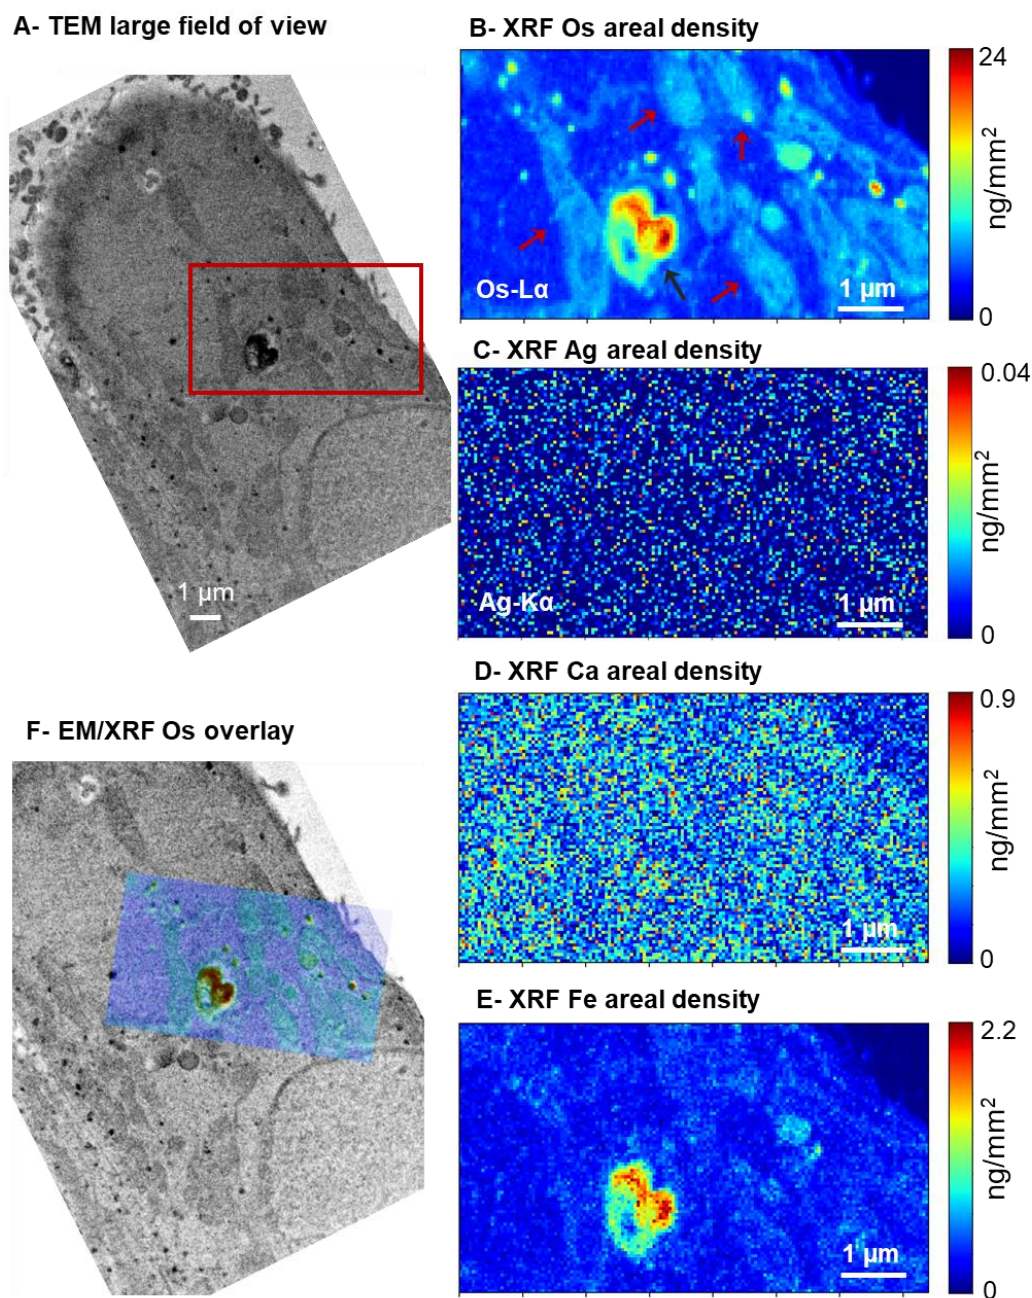 A- TEM large field of view
1 µm
B- XRF Os areal density
Os-Lα
1 µm
24
ng/mm²
0
C- XRF Ag areal density
Ag-Kα
1 µm
0.04
ng/mm²
0
D- XRF Ca areal density
1 µm
0.9
ng/mm²
0
F- EM/XRF Os overlay
E- XRF Fe areal density
1 µm
2.2
ng/mm²
0